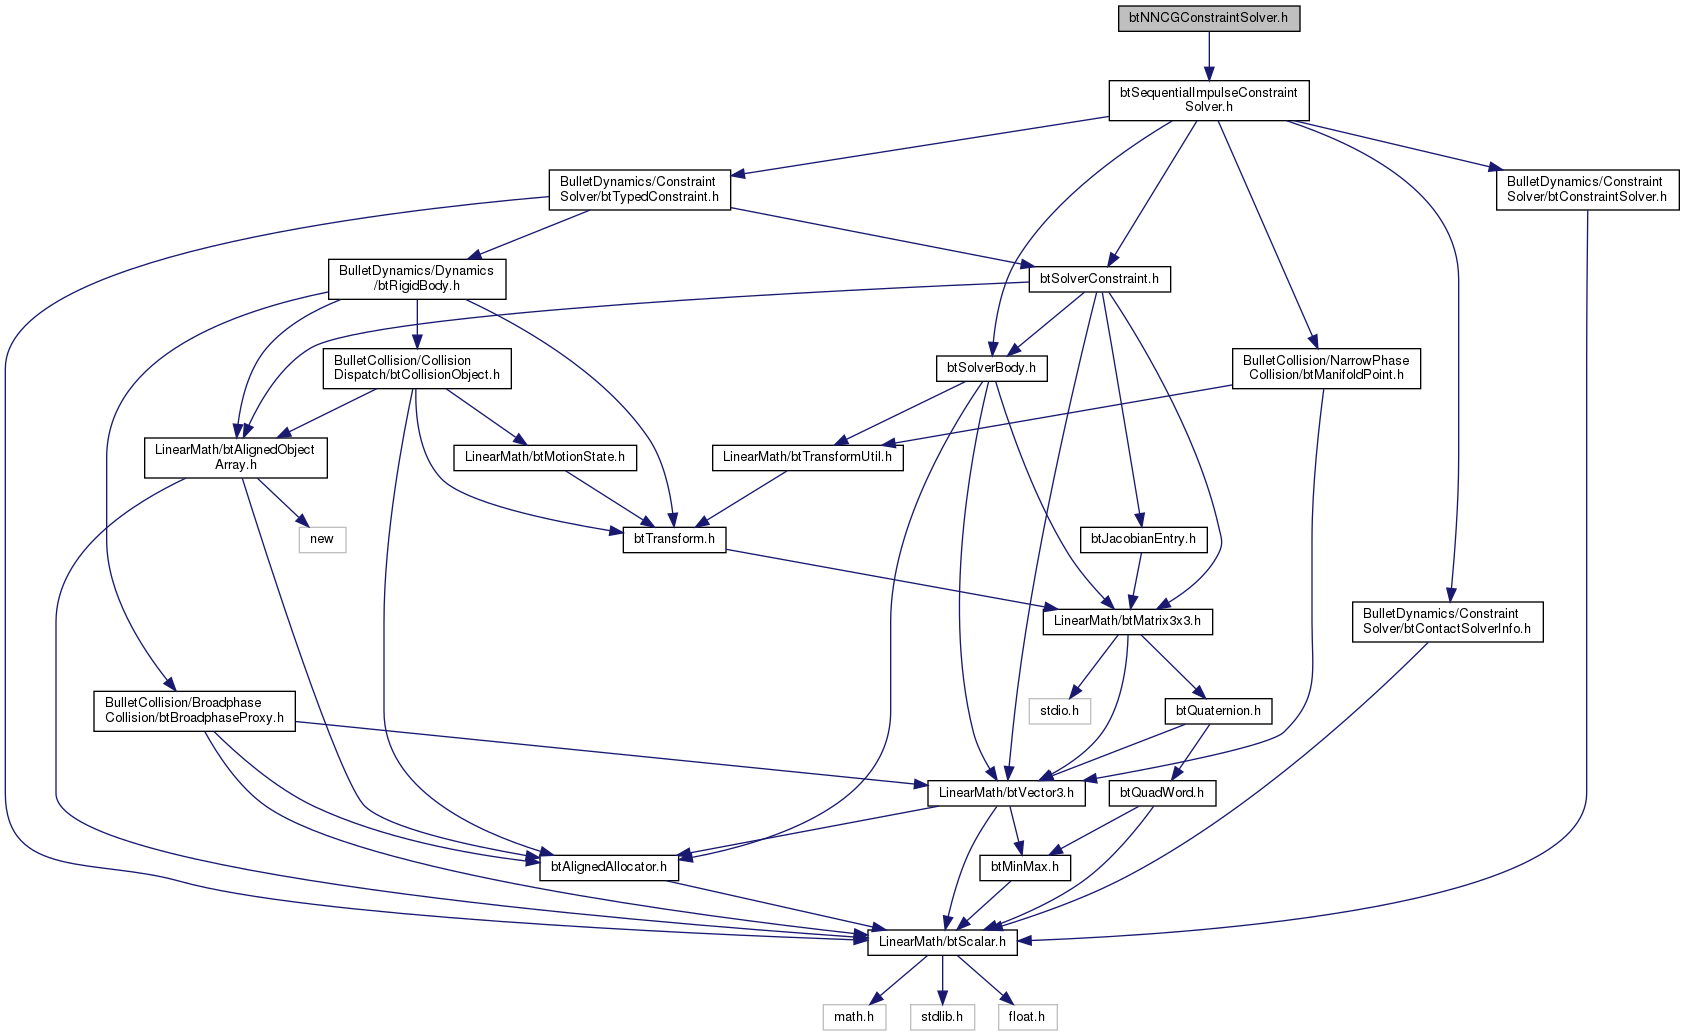 btNNCGConstraintSolver.h
btSequentialImpulseConstraint
Solver.h
BulletDynamics/Constraint
Solver/btTypedConstraint.h
BulletDynamics/Constraint
Solver/btConstraintSolver.h
BulletDynamics/Dynamics
/btRigidBody.h
btSolverConstraint.h
BulletCollision/Collision
Dispatch/btCollisionObject.h
btSolverBody.h
BulletCollision/NarrowPhase
Collision/btManifoldPoint.h
LinearMath/btAlignedObject
Array.h
LinearMath/btMotionState.h
LinearMath/btTransformUtil.h
new
btTransform.h
btJacobianEntry.h
LinearMath/btMatrix3x3.h
BulletDynamics/Constraint
Solver/btContactSolverInfo.h
BulletCollision/Broadphase
Collision/btBroadphaseProxy.h
stdio.h
btQuaternion.h
LinearMath/btVector3.h
btQuadWord.h
btAlignedAllocator.h
btMinMax.h
LinearMath/btScalar.h
math.h
stdlib.h
float.h